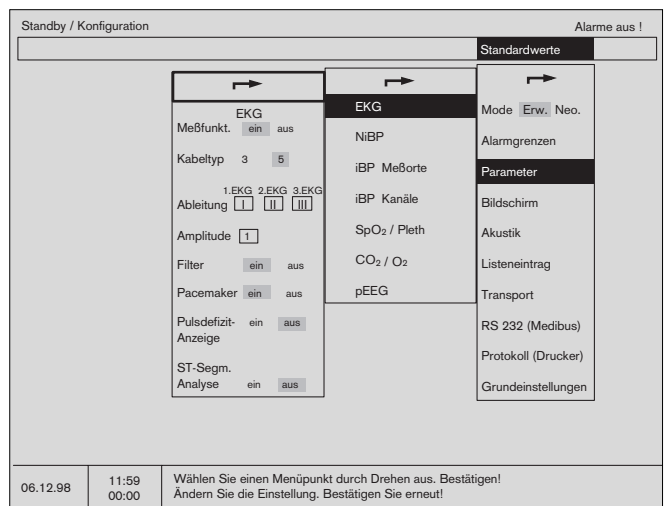 Standby / Konfiguration
Alarme aus !
Standardwerte
EKG
Meßfunkt. ein aus
Kabeltyp 3 5
1.EKG 2.EKG 3.EKG
Ableitung I II III
Amplitude 1
Filter ein aus
Pacemaker ein aus
Pulsdefizit- ein aus
Anzeige
ST-Segm.
Analyse ein aus
EKG
NiBP
iBP Meßorte
iBP Kanäle
SpO2 / Pleth
CO2 / O2
pEEG
Mode Erw. Neo.
Alarmgrenzen
Parameter
Bildschirm
Akustik
Listeneintrag
Transport
RS 232 (Medibus)
Protokoll (Drucker)
Grundeinstellungen
06.12.98
11:59
00:00
Wählen Sie einen Menüpunkt durch Drehen aus. Bestätigen!
Ändern Sie die Einstellung. Bestätigen Sie erneut!